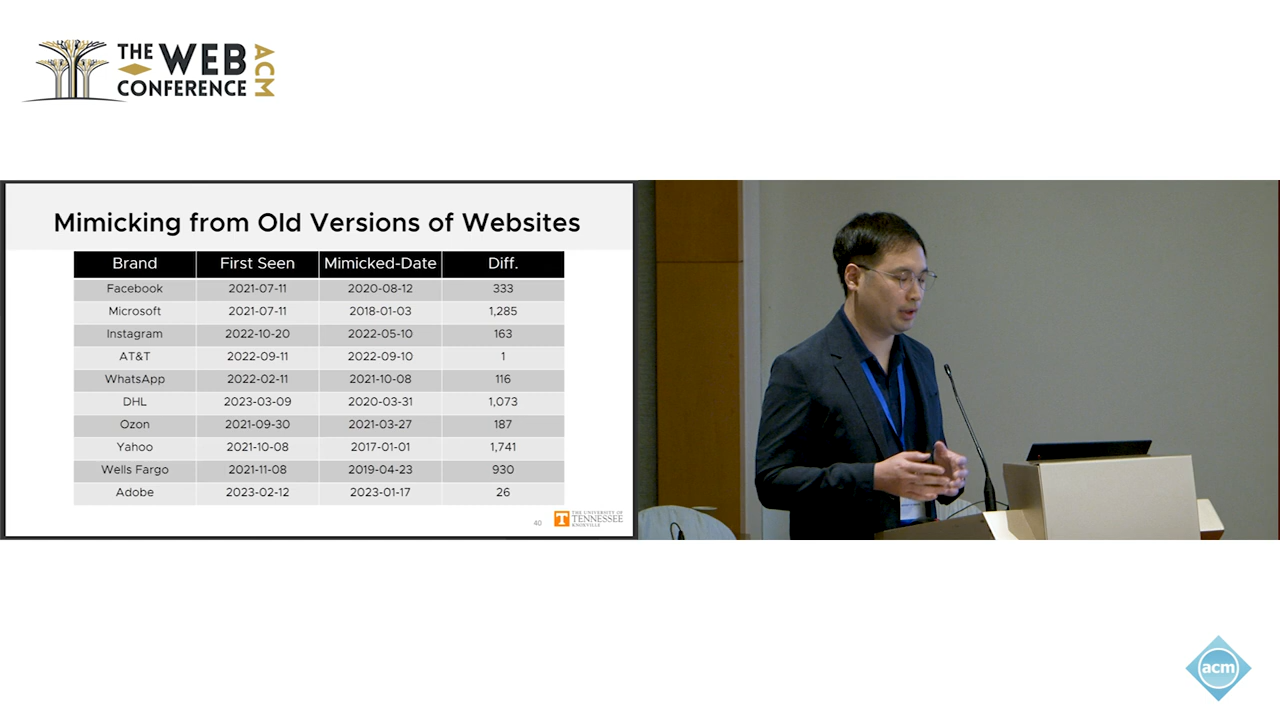 THE WEB
CONFERENCE
ACM
Mimicking from Old Versions of Websites
Brand First Seen Mimicked-Date Diff.
Facebook 2021-07-11 2020-08-12 333
Microsoft 2021-07-11 2018-01-03 1,285
Instagram 2022-10-20 2022-05-10 163
AT&T 2022-09-11 2022-09-10 1
WhatsApp 2022-02-11 2021-10-08 116
DHL 2023-03-09 2020-03-31 1,073
Ozon 2021-09-30 2021-03-27 187
Yahoo 2021-10-08 2017-01-01 1,741
Wells Fargo 2021-11-08 2019-04-23 930
Adobe 2023-02-12 2023-01-17 26
40
T
THE UNIVERSITY OF
TENNESSEE
KNOXVILLE
acm